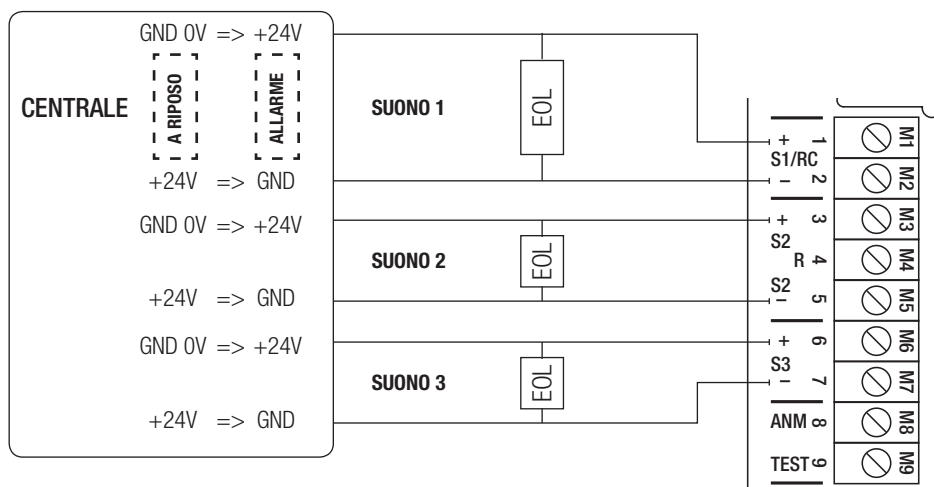 GND 0V => +24V
CENTRALE
A RIPOSO
ALLARME
+24V => GND
SUONO 1
EOL
GND 0V => +24V
SUONO 2
EOL
+24V => GND
GND 0V => +24V
SUONO 3
EOL
+24V => GND
+ 1 M1
S1/RC
- 2 M2
+ 3 M3
S2
R 4 M4
S2
- 5 M5
+ 6 M6
S3
- 7 M7
ANM 8 M8
TEST 9 M9